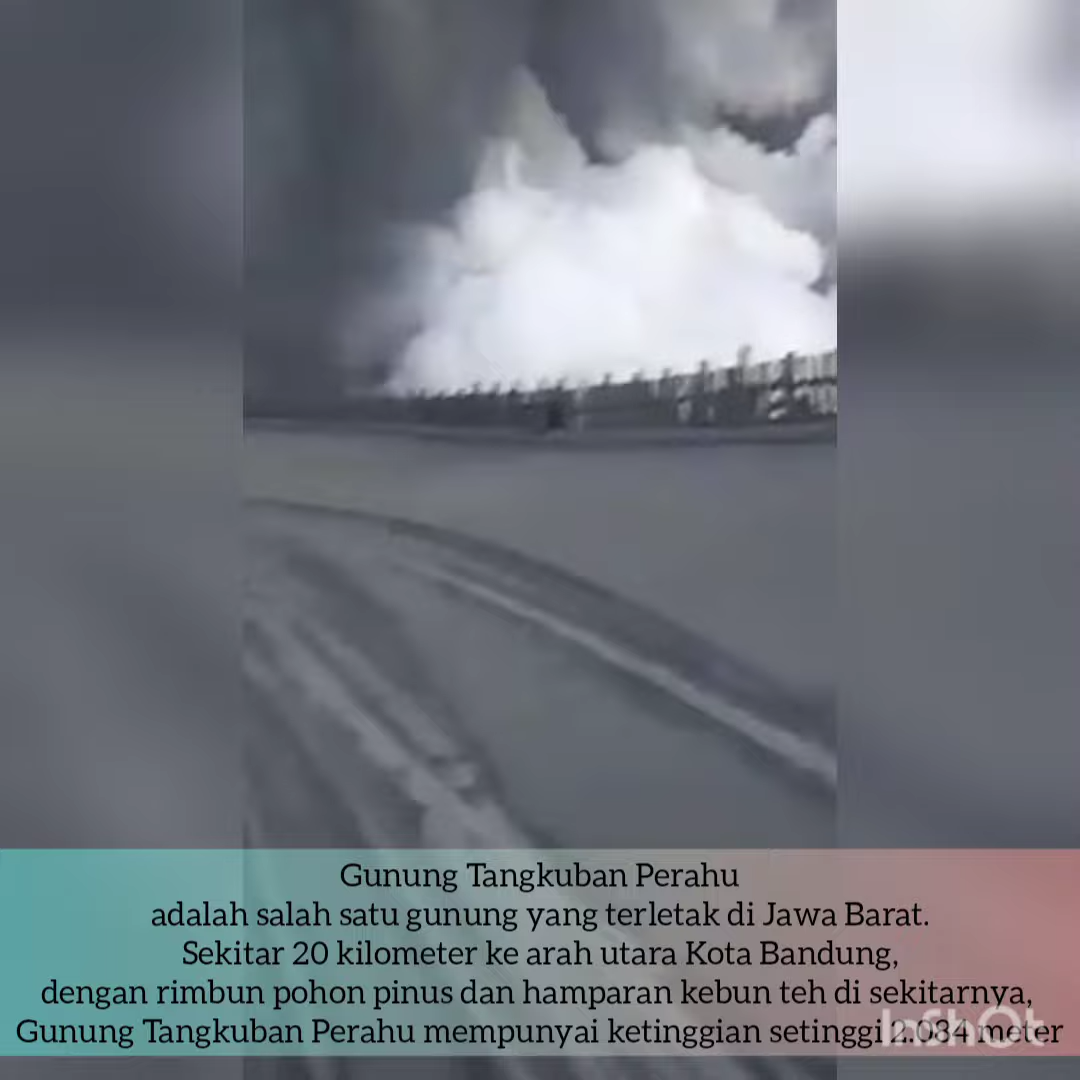 Gunung Tangkuban Perahu
adalah salah satu gunung yang terletak di Jawa Barat.
Sekitar 20 kilometer ke arah utara Kota Bandung,
dengan rimbun pohon pinus dan hamparan kebun teh di sekitarnya,
Gunung Tangkuban Perahu mempunyai ketinggian setinggi 2.084 meter
InShOt